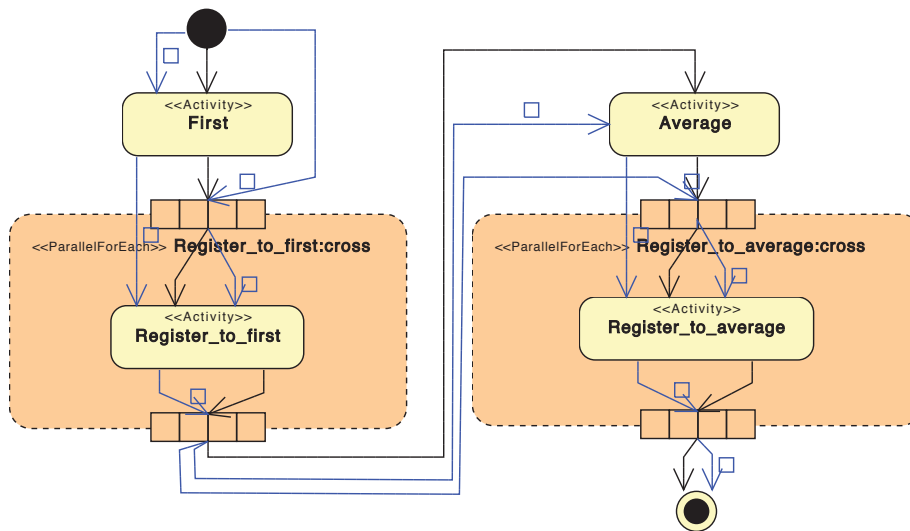 <<Activity>>
First
<<Activity>>
Average
<<ParallelForEach>> Register_to_first:cross
<<ParallelForEach>> Register_to_average:cross
<<Activity>>
Register_to_first
<<Activity>>
Register_to_average